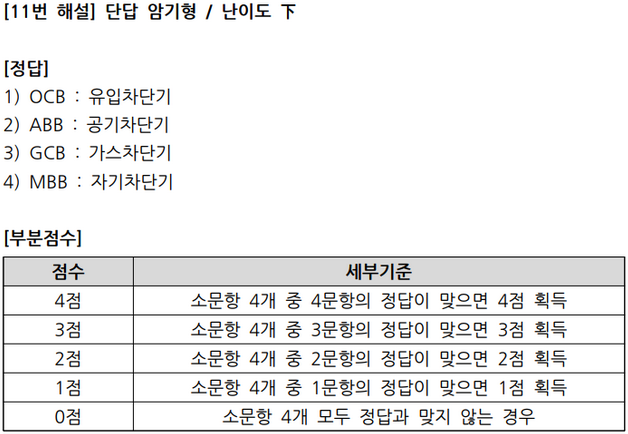 [11번 해설] 단답 암기형 / 난이도 下
[정답]
1) OCB : 유입차단기
2) ABB : 공기차단기
3) GCB : 가스차단기
4) MBB : 자기차단기
[부분점수]
점수 세부기준
4점 소문항 4개 중 4문항의 정답이 맞으면 4점 획득
3점 소문항 4개 중 3문항의 정답이 맞으면 3점 획득
2점 소문항 4개 중 2문항의 정답이 맞으면 2점 획득
1점 소문항 4개 중 1문항의 정답이 맞으면 1점 획득
0점 소문항 4개 모두 정답과 맞지 않는 경우